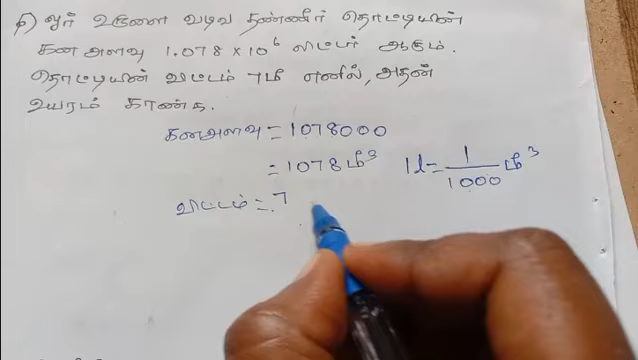 6) ஓர் உருளை வடிவ தண்ணீர் தொட்டியின்
கன அளவு 1.078 x 10⁶ லிட்டர் ஆகும்.
தொட்டியின் விட்டம் 7மீ எனில், அதன்
உயரம் காண்க.
கனஅளவு = 1078000
= 1078 மீ³ 1l = 1/1000 மீ³
விட்டம் = 7